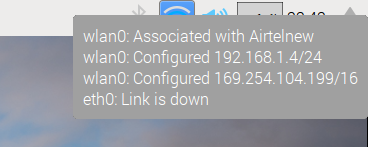 wlan0: Associated with Airtelnew
wlan0: Configured 192.168.1.4/24
wlan0: Configured 169.254.104.199/16
eth0: Link is down